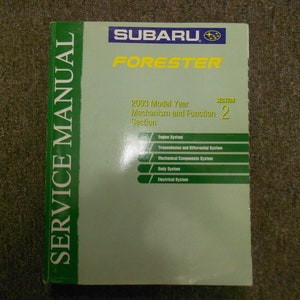 SERVICE MANUAL
SUBARU
FORESTER
2003 Model Year
Mechanism and Function
Section
SECTION
2
Engine System
Transmission and Differential System
Mechanical Components System
Body System
Electrical System